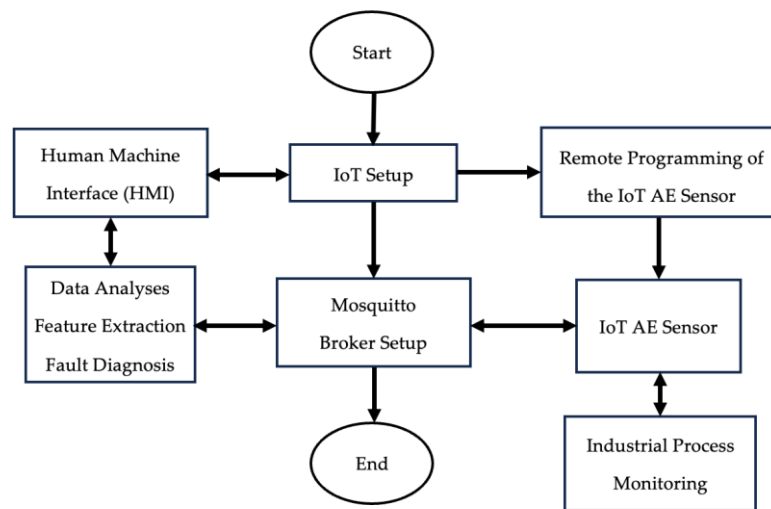 Start
Human Machine
Interface (HMI)
IoT Setup
Remote Programming of
the IoT AE Sensor
Data Analyses
Feature Extraction
Fault Diagnosis
Mosquitto
Broker Setup
IoT AE Sensor
End
Industrial Process
Monitoring